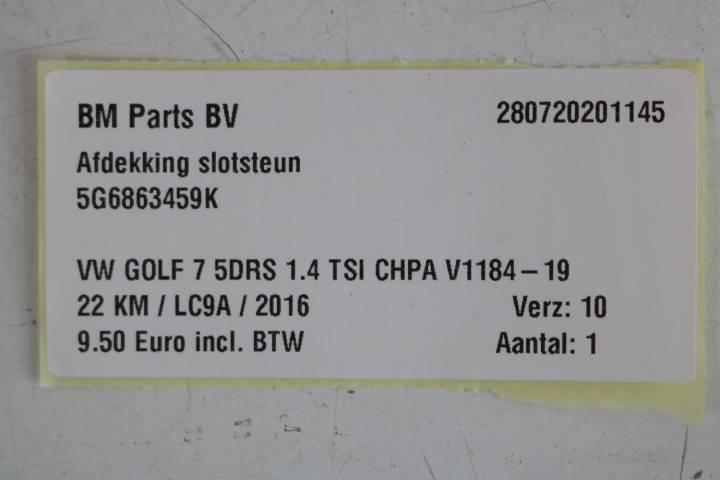 BM Parts BV 280720201145
Afdekking slotsteun
5G6863459K
VW GOLF 7 5DRS 1.4 TSI CHPA V1184-19
22 KM / LC9A / 2016 Verz: 10
9.50 Euro incl. BTW Aantal: 1